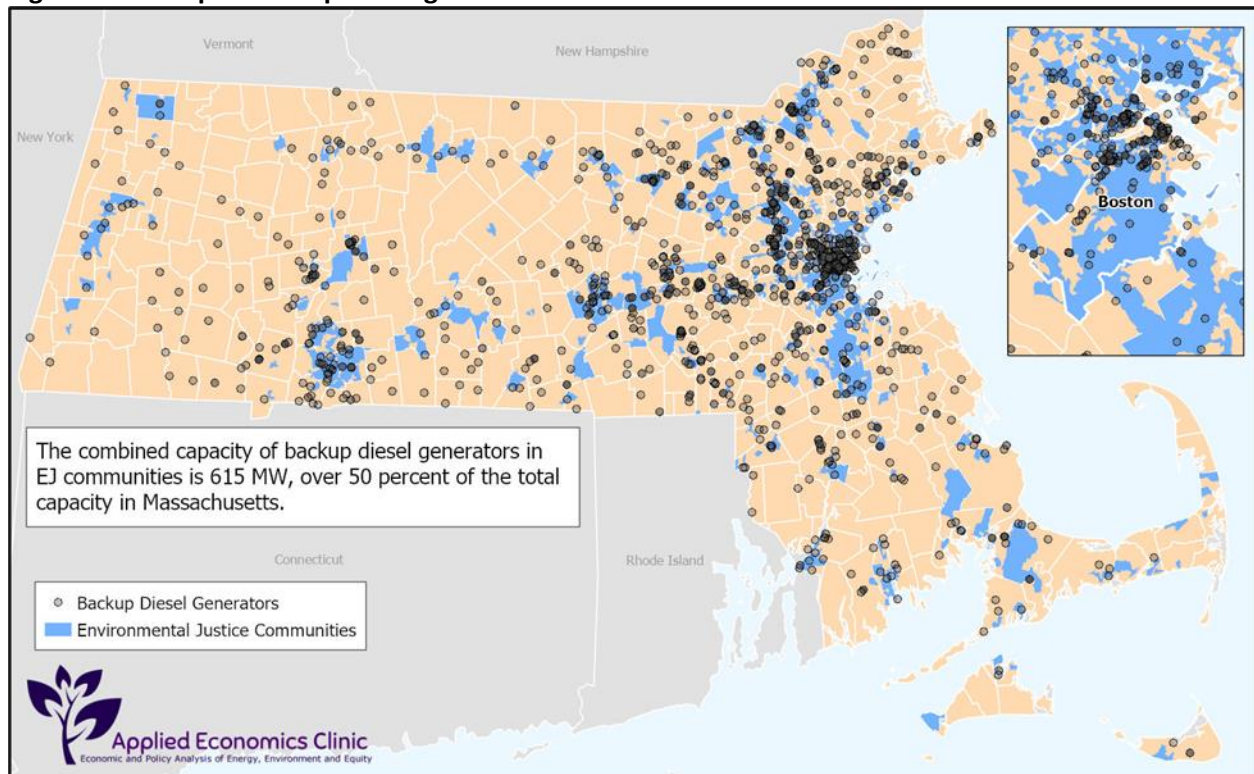 Vermont
New Hampshire
New York
Boston
The combined capacity of backup diesel generators in
EJ communities is 615 MW, over 50 percent of the total
capacity in Massachusetts.
Connecticut
Rhode Island
Backup Diesel Generators
Environmental Justice Communities
Applied Economics Clinic
Economic and Policy Analysis of Energy, Environment and Equity